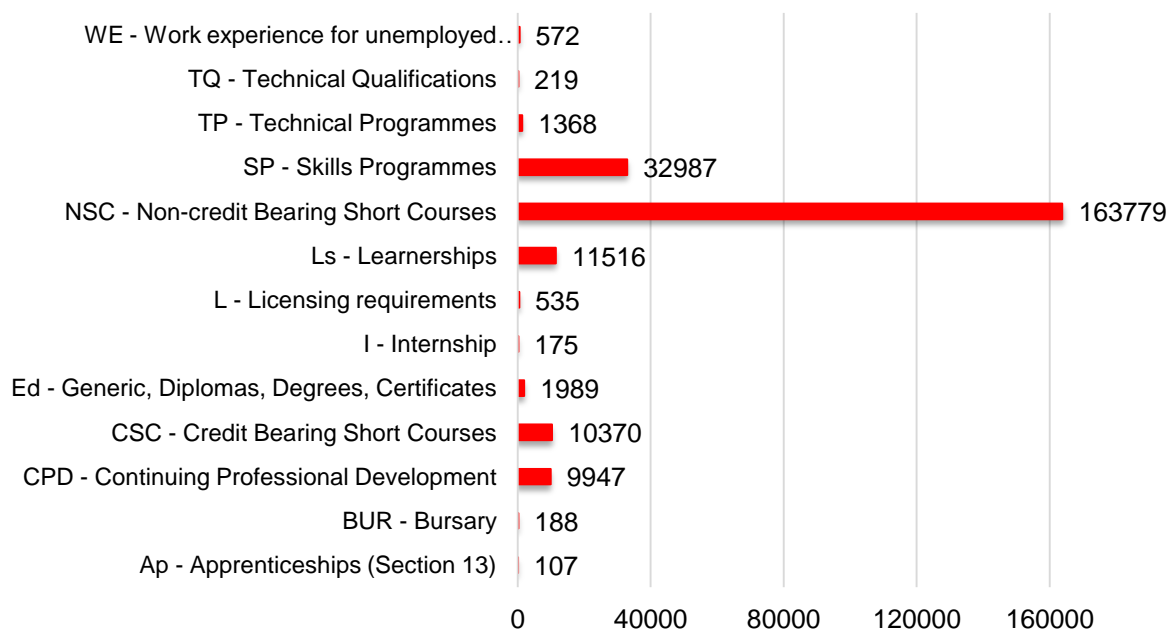 WE - Work experience for unemployed.. 572
TQ - Technical Qualifications 219
TP - Technical Programmes 1368
SP - Skills Programmes 32987
NSC - Non-credit Bearing Short Courses 163779
Ls - Learnerships 11516
L - Licensing requirements 535
I - Internship 175
Ed - Generic, Diplomas, Degrees, Certificates 1989
CSC - Credit Bearing Short Courses 10370
CPD - Continuing Professional Development 9947
BUR - Bursary 188
Ap - Apprenticeships (Section 13) 107
0 40000 80000 120000 160000